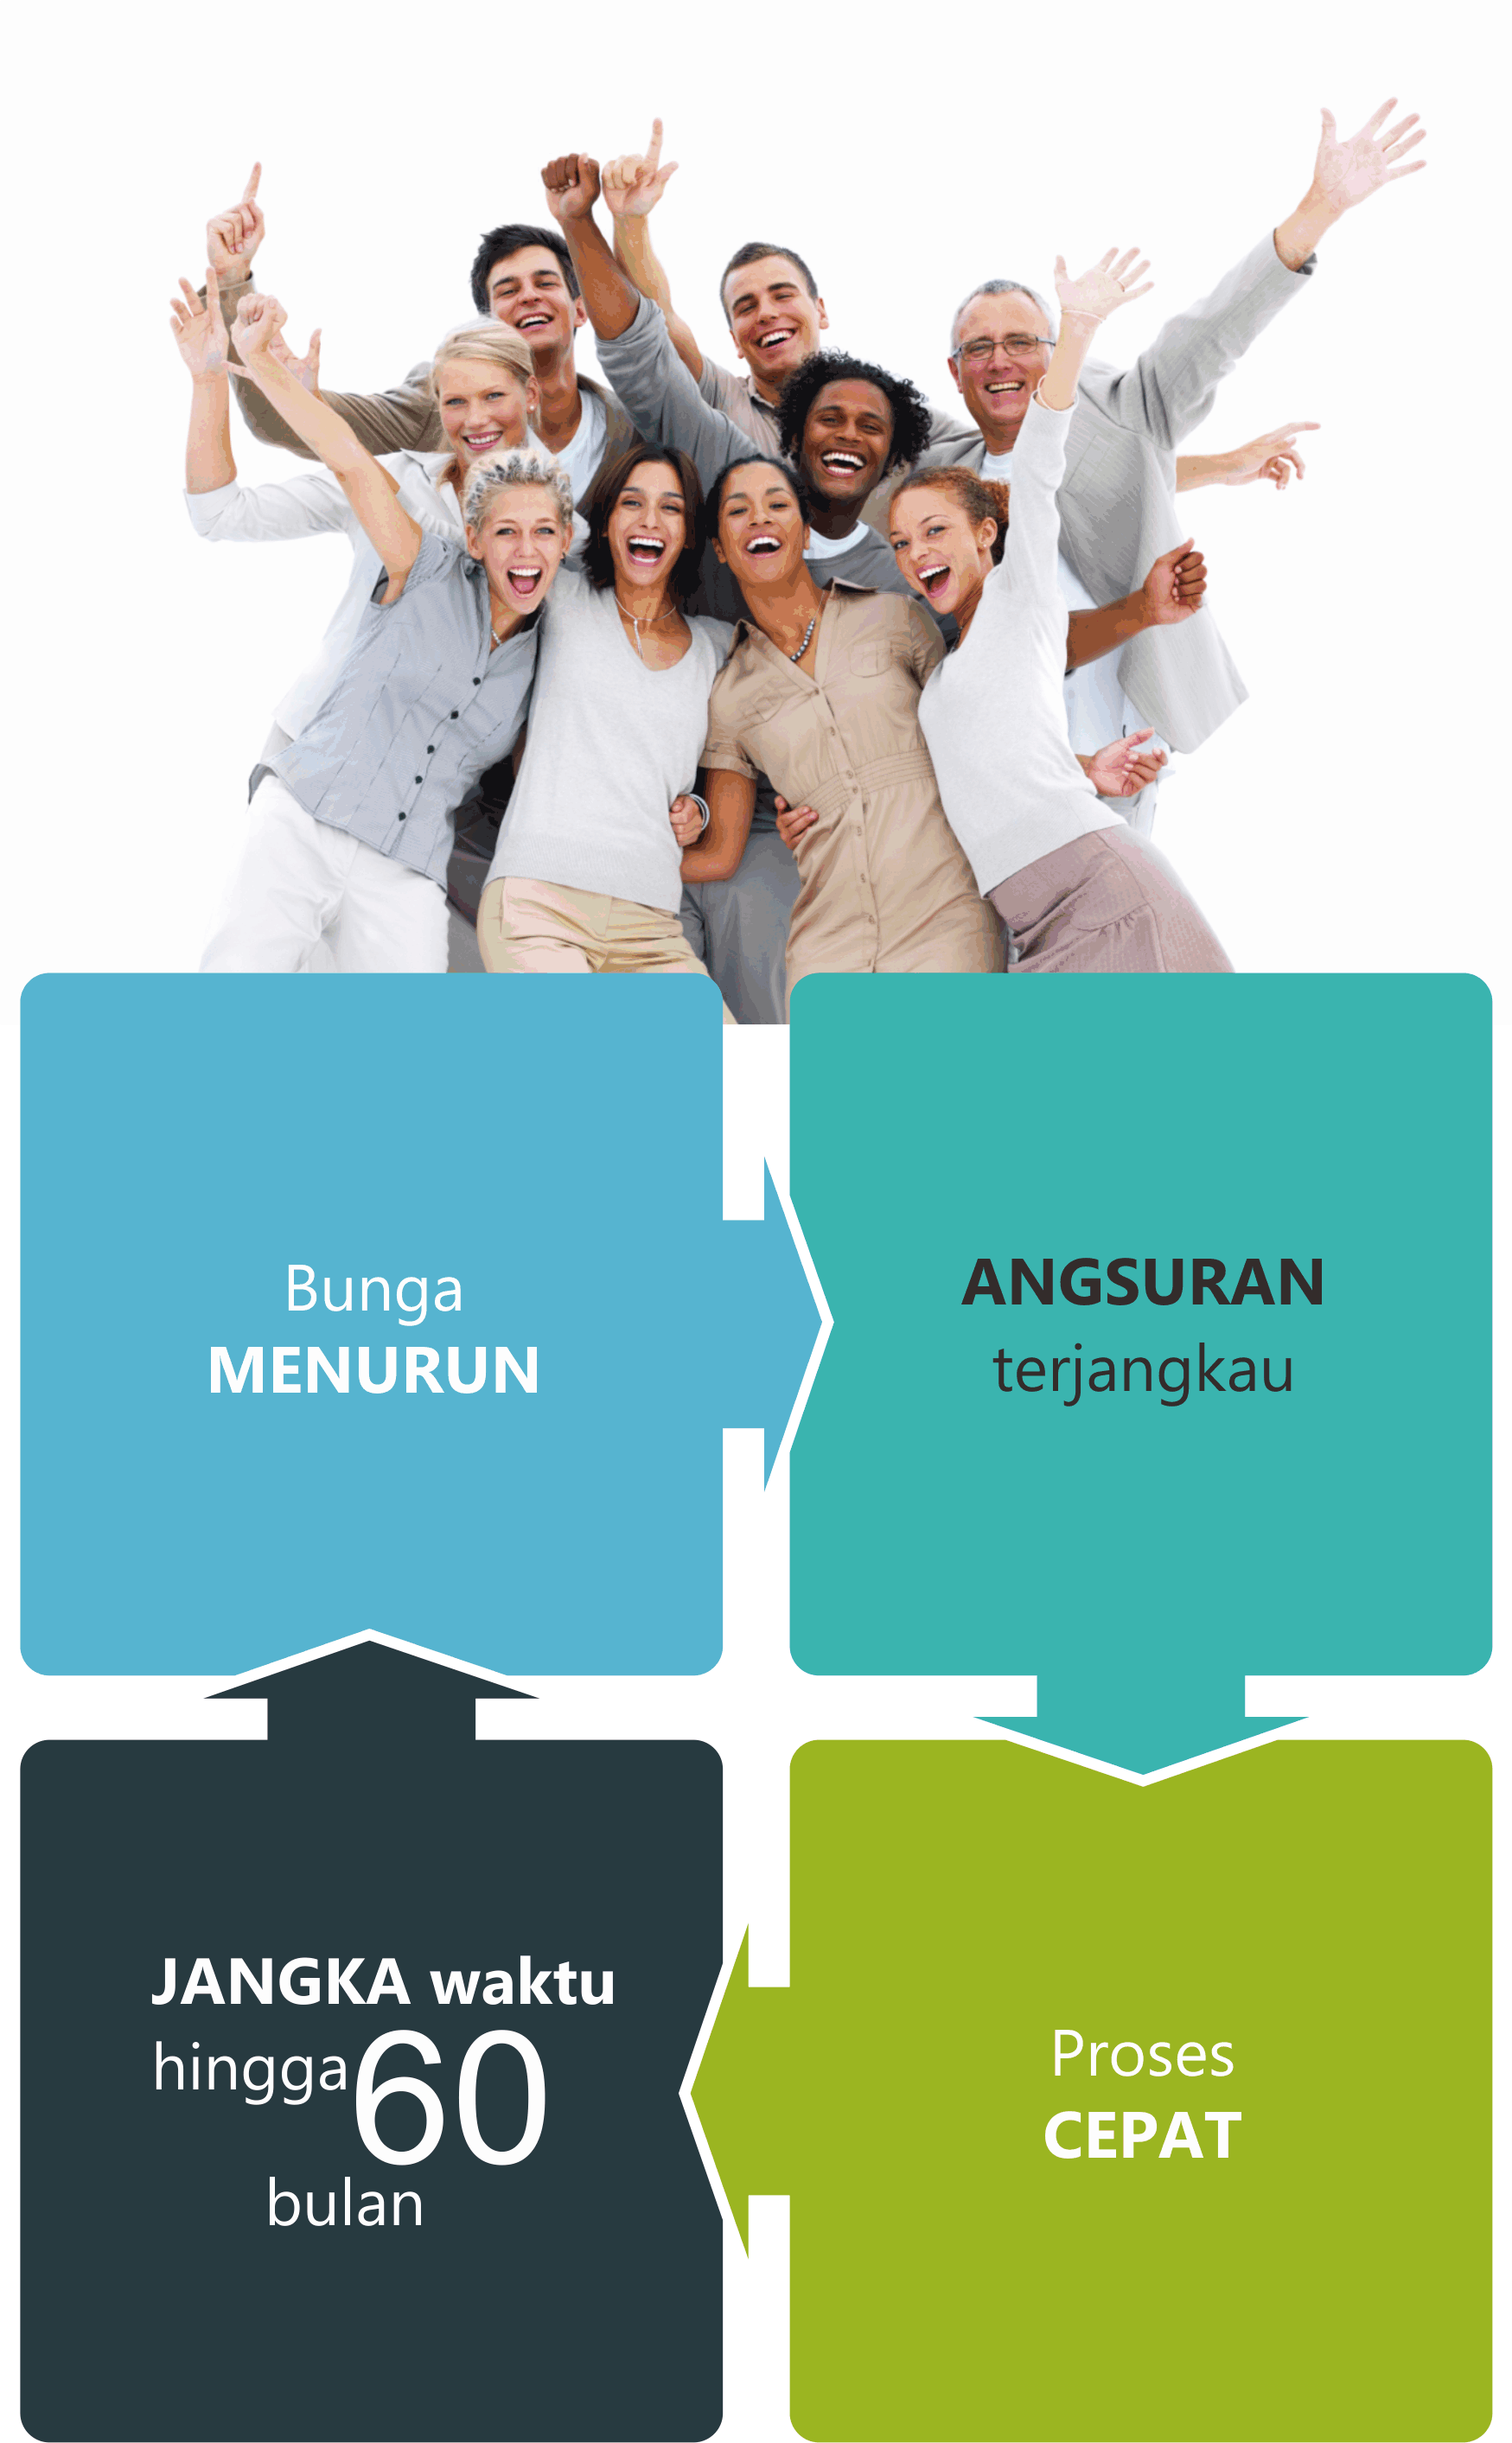 Bunga
MENURUN
ANGSURAN
terjangkau
JANGKA waktu
hingga 60
bulan
Proses
CEPAT